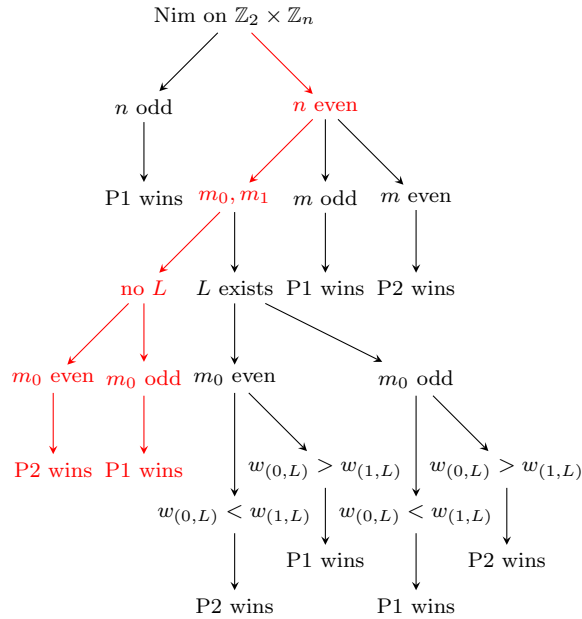 Nim on ℤ₂ × ℤₙ
n odd
n even
P1 wins
m₀, m₁
m odd
m even
no L
L exists
P1 wins
P2 wins
m₀ even
m₀ odd
m₀ even
m₀ odd
P2 wins
P1 wins
w₍₀,L₎ > w₍₁,L₎
w₍₀,L₎ > w₍₁,L₎
w₍₀,L₎ < w₍₁,L₎
w₍₀,L₎ < w₍₁,L₎
P1 wins
P2 wins
P2 wins
P1 wins